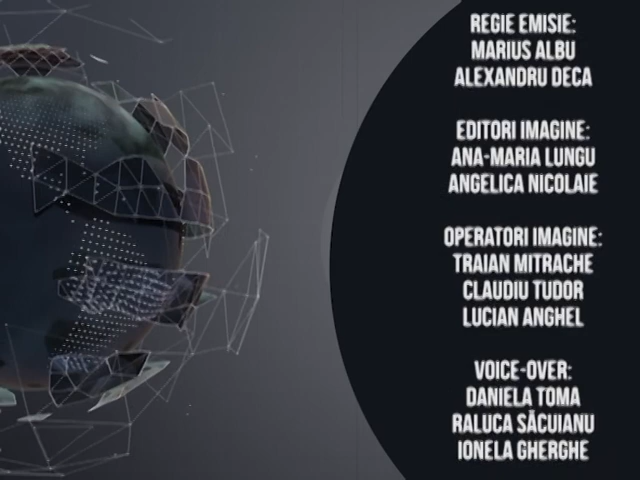 REGIE EMISIE:
MARIUS ALBU
ALEXANDRU DECA
EDITORI IMAGINE:
ANA-MARIA LUNGU
ANGELICA NICOLAIE
OPERATORI IMAGINE:
TRAIAN MITRACHE
CLAUDIU TUDOR
LUCIAN ANGHEL
VOICE-OVER:
DANIELA TOMA
RALUCA SĂCUIANU
IONELA GHERGHE